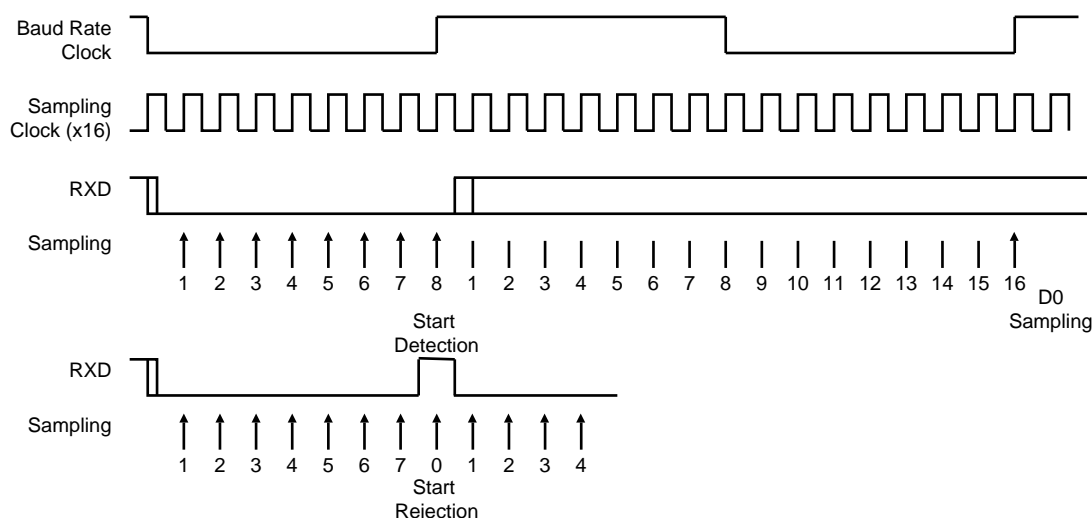 Baud Rate
Clock
Sampling
Clock (x16)
RXD
Sampling
1 2 3 4 5 6 7 8 1 2 3 4 5 6 7 8 9 10 11 12 13 14 15 16
D0
Sampling
Start
Detection
RXD
Sampling
1 2 3 4 5 6 7 0 1 2 3 4
Start
Rejection